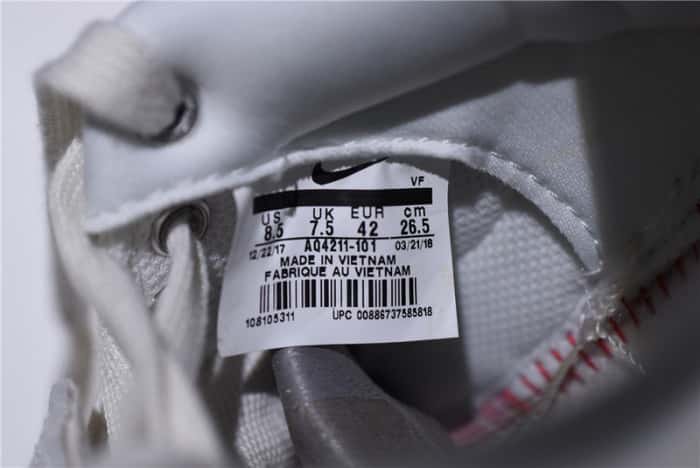 VF
US UK EUR cm
8.5 7.5 42 26.5
12/22/17 AQ4211-101 03/21/18
MADE IN VIETNAM
FABRIQUE AU VIETNAM
108105311 UPC 00886737585818